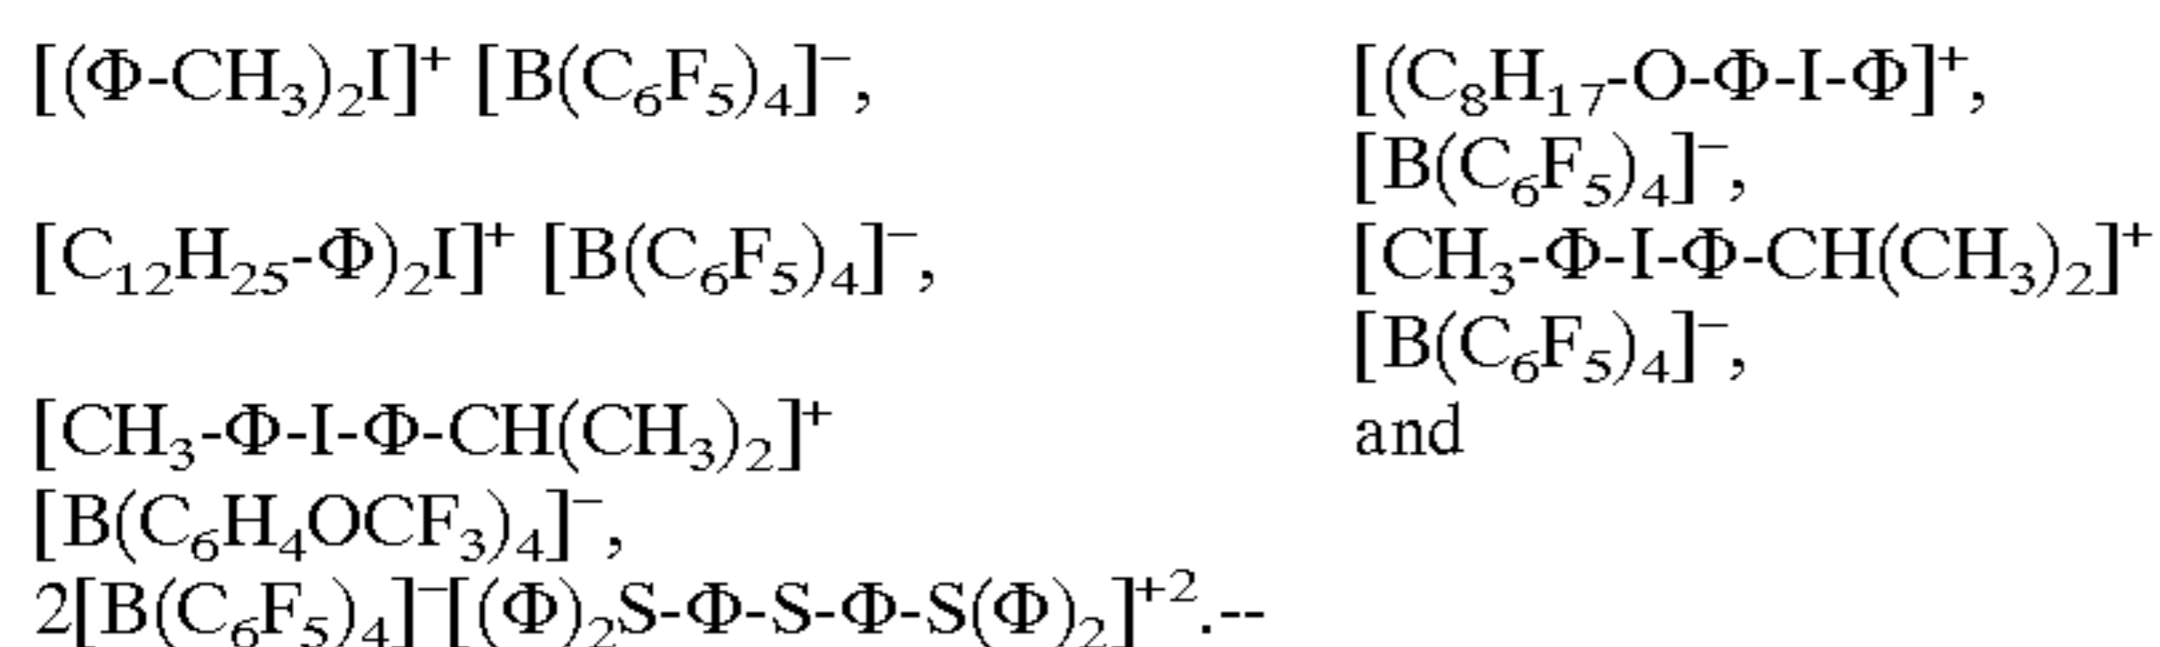 [(Φ-CH₃)₂I]⁺ [B(C₆F₅)₄]⁻, [(C₈H₁₇-O-Φ-I-Φ]⁺,
[B(C₆F₅)₄]⁻,
[C₁₂H₂₅-Φ)₂I]⁺ [B(C₆F₅)₄]⁻, [CH₃-Φ-I-Φ-CH(CH₃)₂]⁺
[B(C₆F₅)₄]⁻,
[CH₃-Φ-I-Φ-CH(CH₃)₂]⁺ and
[B(C₆H₄OCF₃)₄]⁻,
2[B(C₆F₅)₄]⁻[(Φ)₂S-Φ-S-Φ-S(Φ)₂]⁺².--